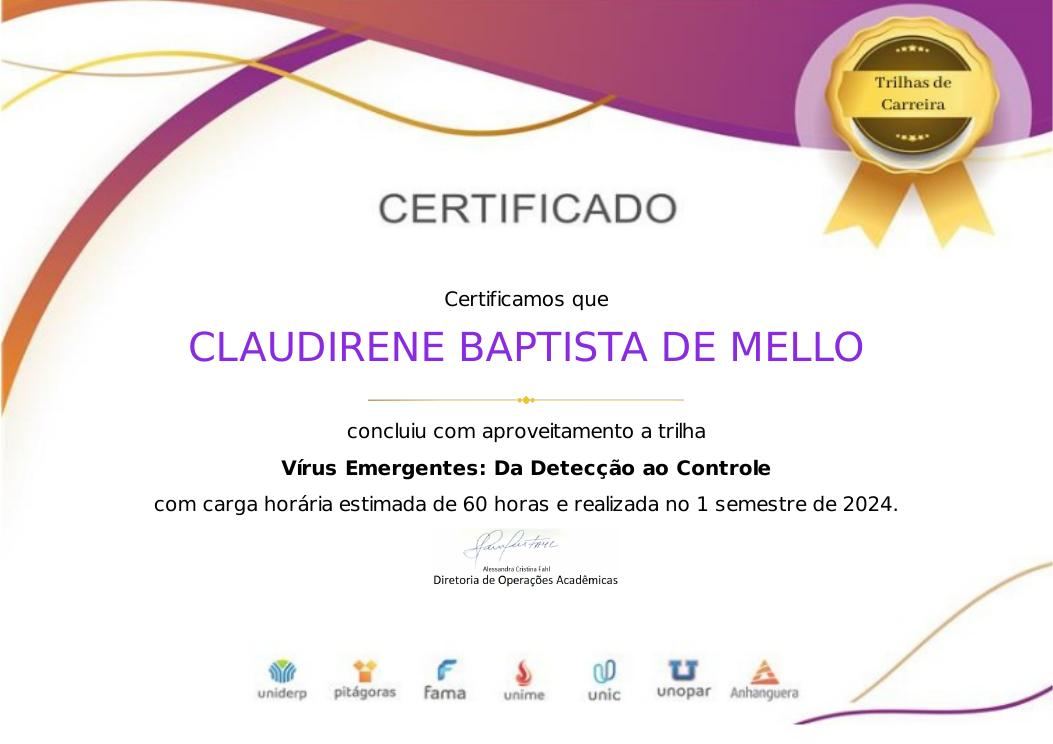 Trilhas de
Carreira
CERTIFICADO
Certificamos que
CLAUDIRENE BAPTISTA DE MELLO
concluiu com aproveitamento a trilha
Vírus Emergentes: Da Detecção ao Controle
com carga horária estimada de 60 horas e realizada no 1 semestre de 2024.
Alessandra Cristina Fahl
Diretoria de Operações Acadêmicas
uniderp pitágoras fama unime unic unopar Anhanguera